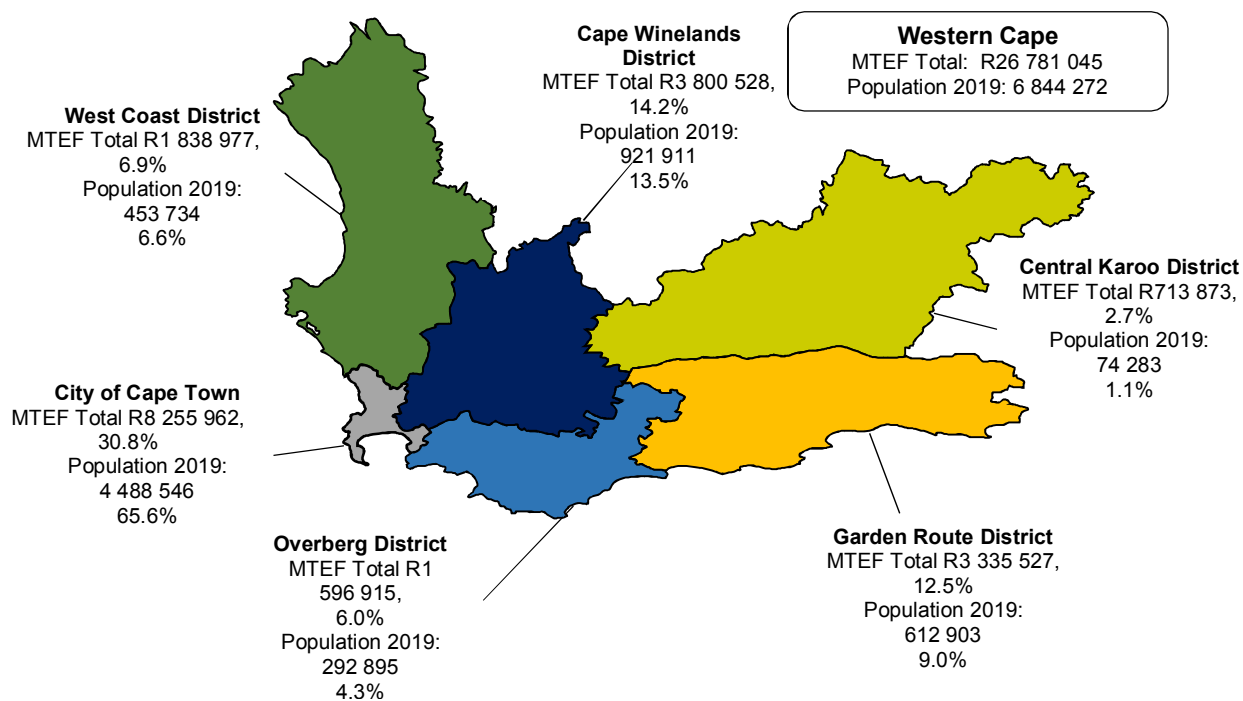 Western Cape
MTEF Total:  R26 781 045
Population 2019: 6 844 272
Cape Winelands
District
MTEF Total R3 800 528,
14.2%
Population 2019:
921 911
13.5%
West Coast District
MTEF Total R1 838 977,
6.9%
Population 2019:
453 734
6.6%
Central Karoo District
MTEF Total R713 873,
2.7%
Population 2019:
74 283
1.1%
City of Cape Town
MTEF Total R8 255 962,
30.8%
Population 2019:
4 488 546
65.6%
Overberg District
MTEF Total R1
596 915,
6.0%
Population 2019:
292 895
4.3%
Garden Route District
MTEF Total R3 335 527,
12.5%
Population 2019:
612 903
9.0%